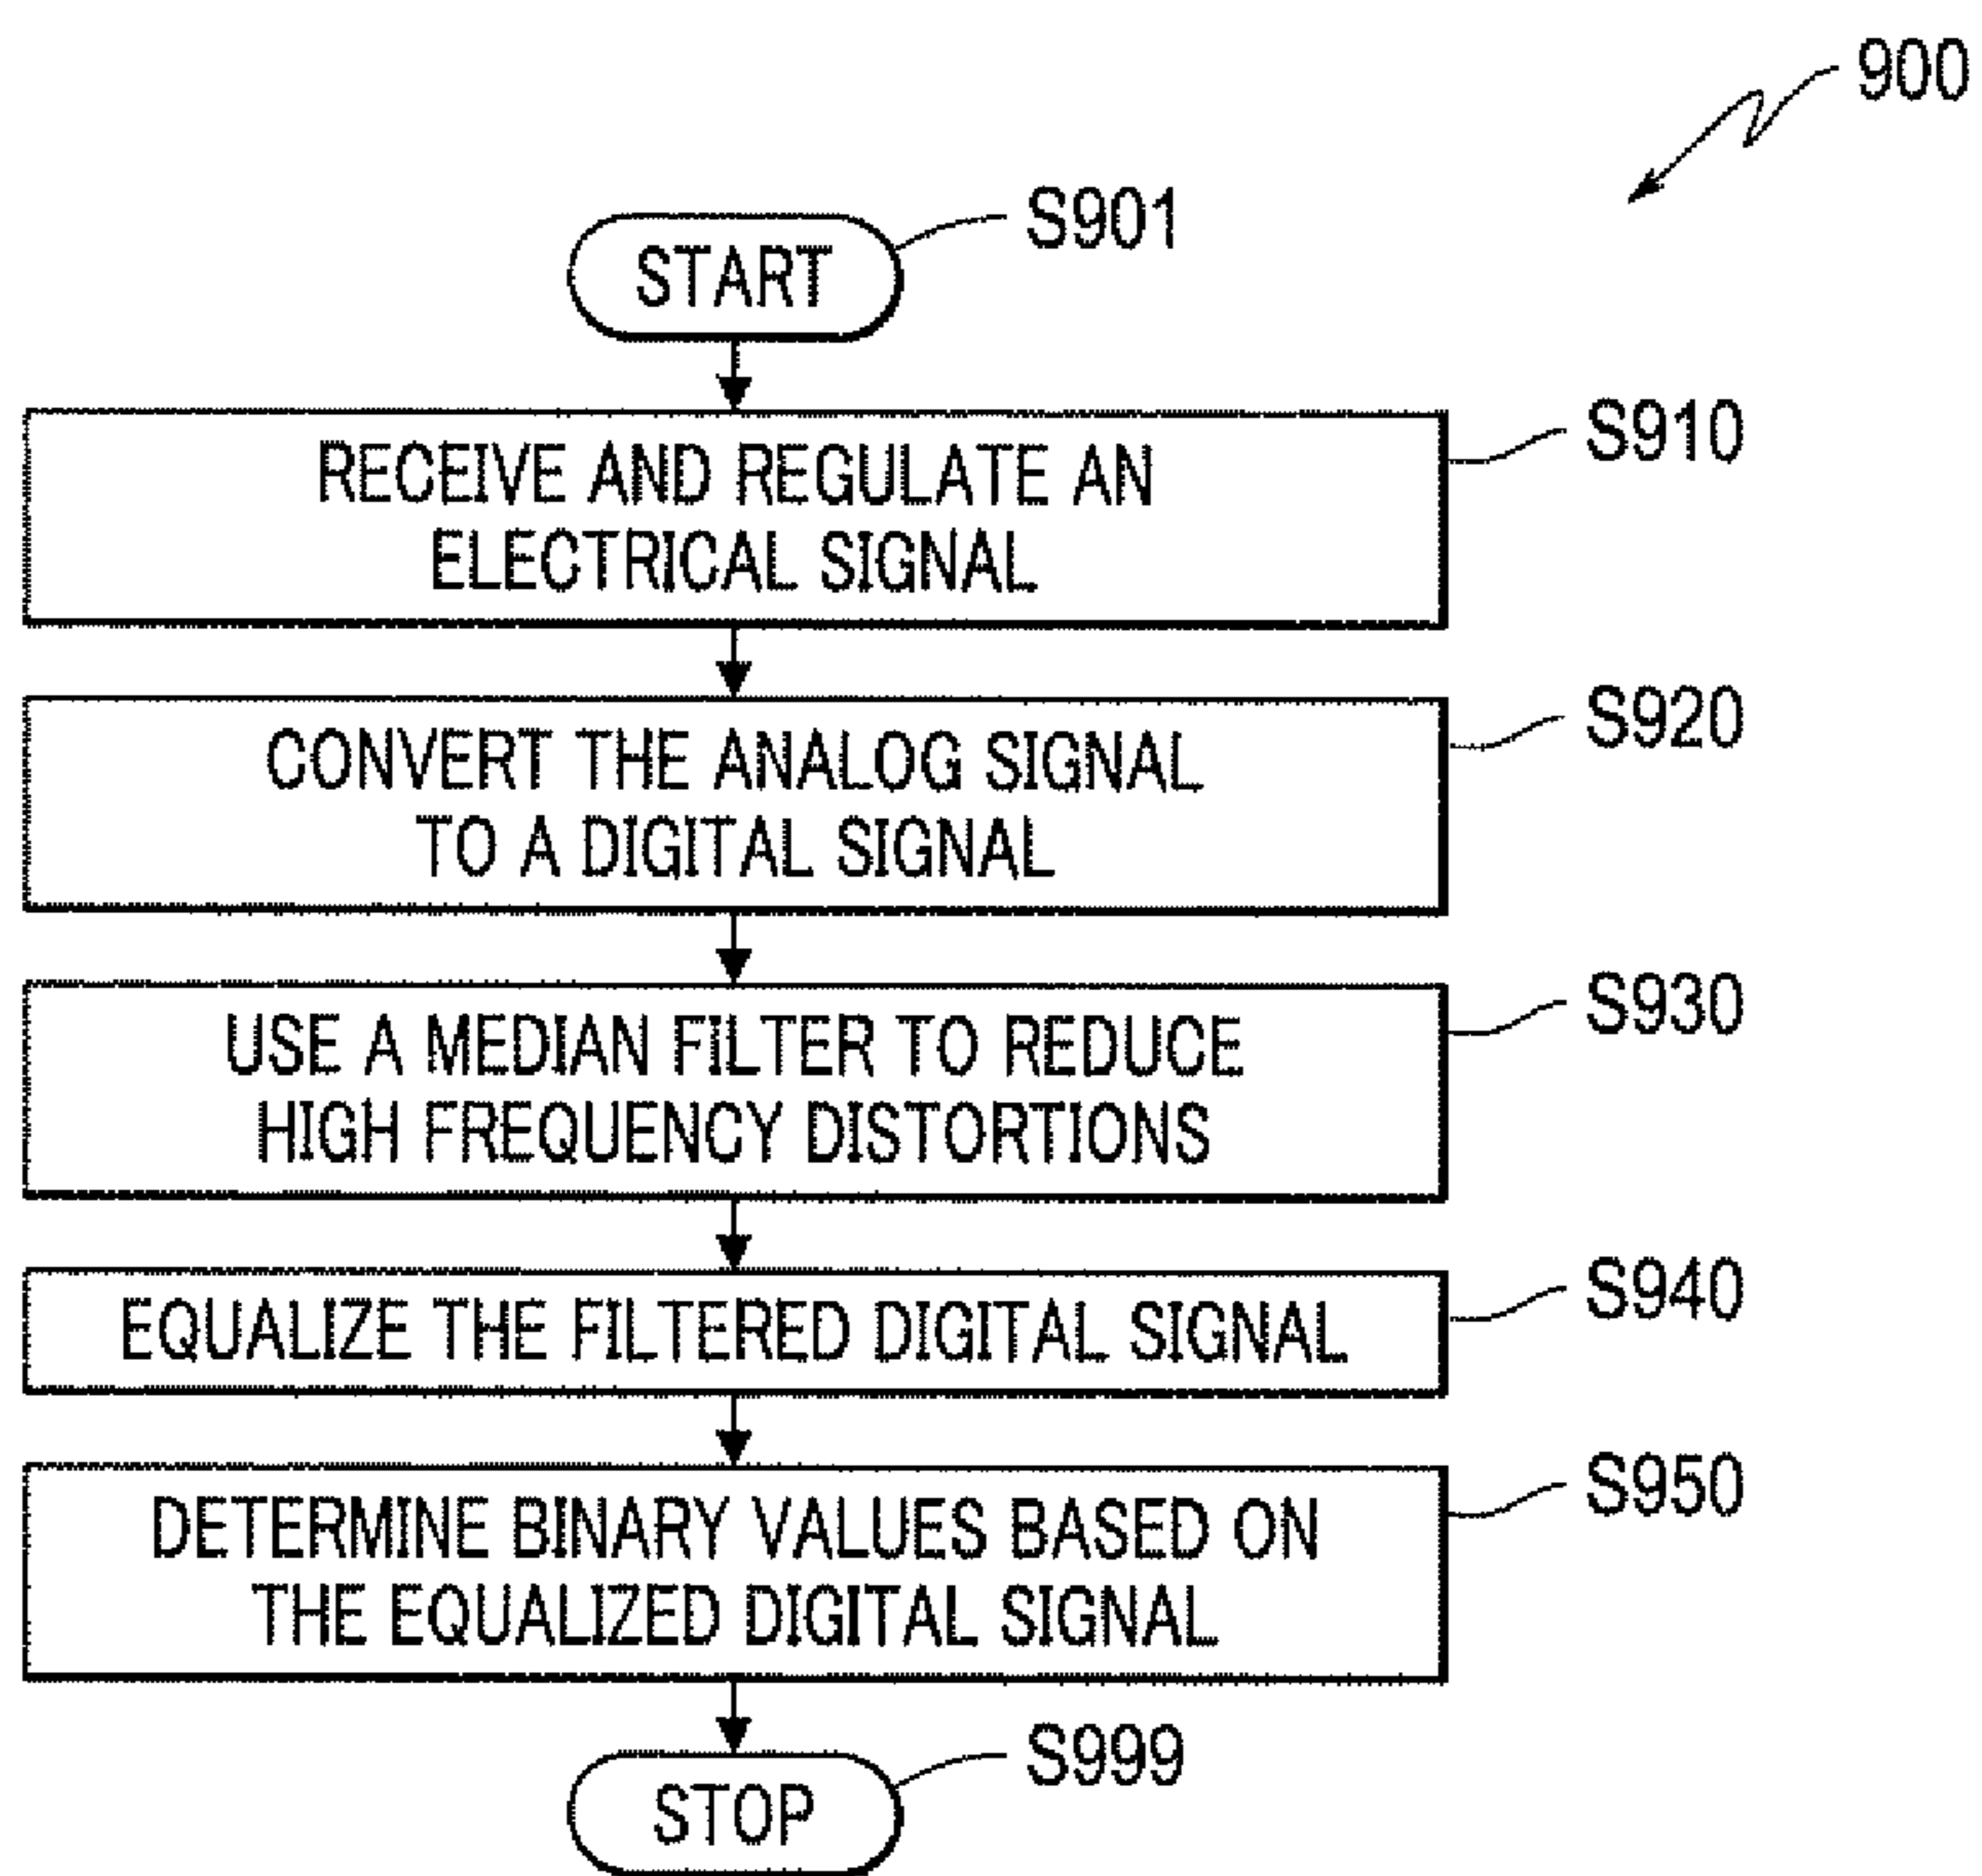 900
START
S901
RECEIVE AND REGULATE AN
ELECTRICAL SIGNAL
S910
CONVERT THE ANALOG SIGNAL
TO A DIGITAL SIGNAL
S920
USE A MEDIAN FILTER TO REDUCE
HIGH FREQUENCY DISTORTIONS
S930
EQUALIZE THE FILTERED DIGITAL SIGNAL
S940
DETERMINE BINARY VALUES BASED ON
THE EQUALIZED DIGITAL SIGNAL
S950
STOP
S999